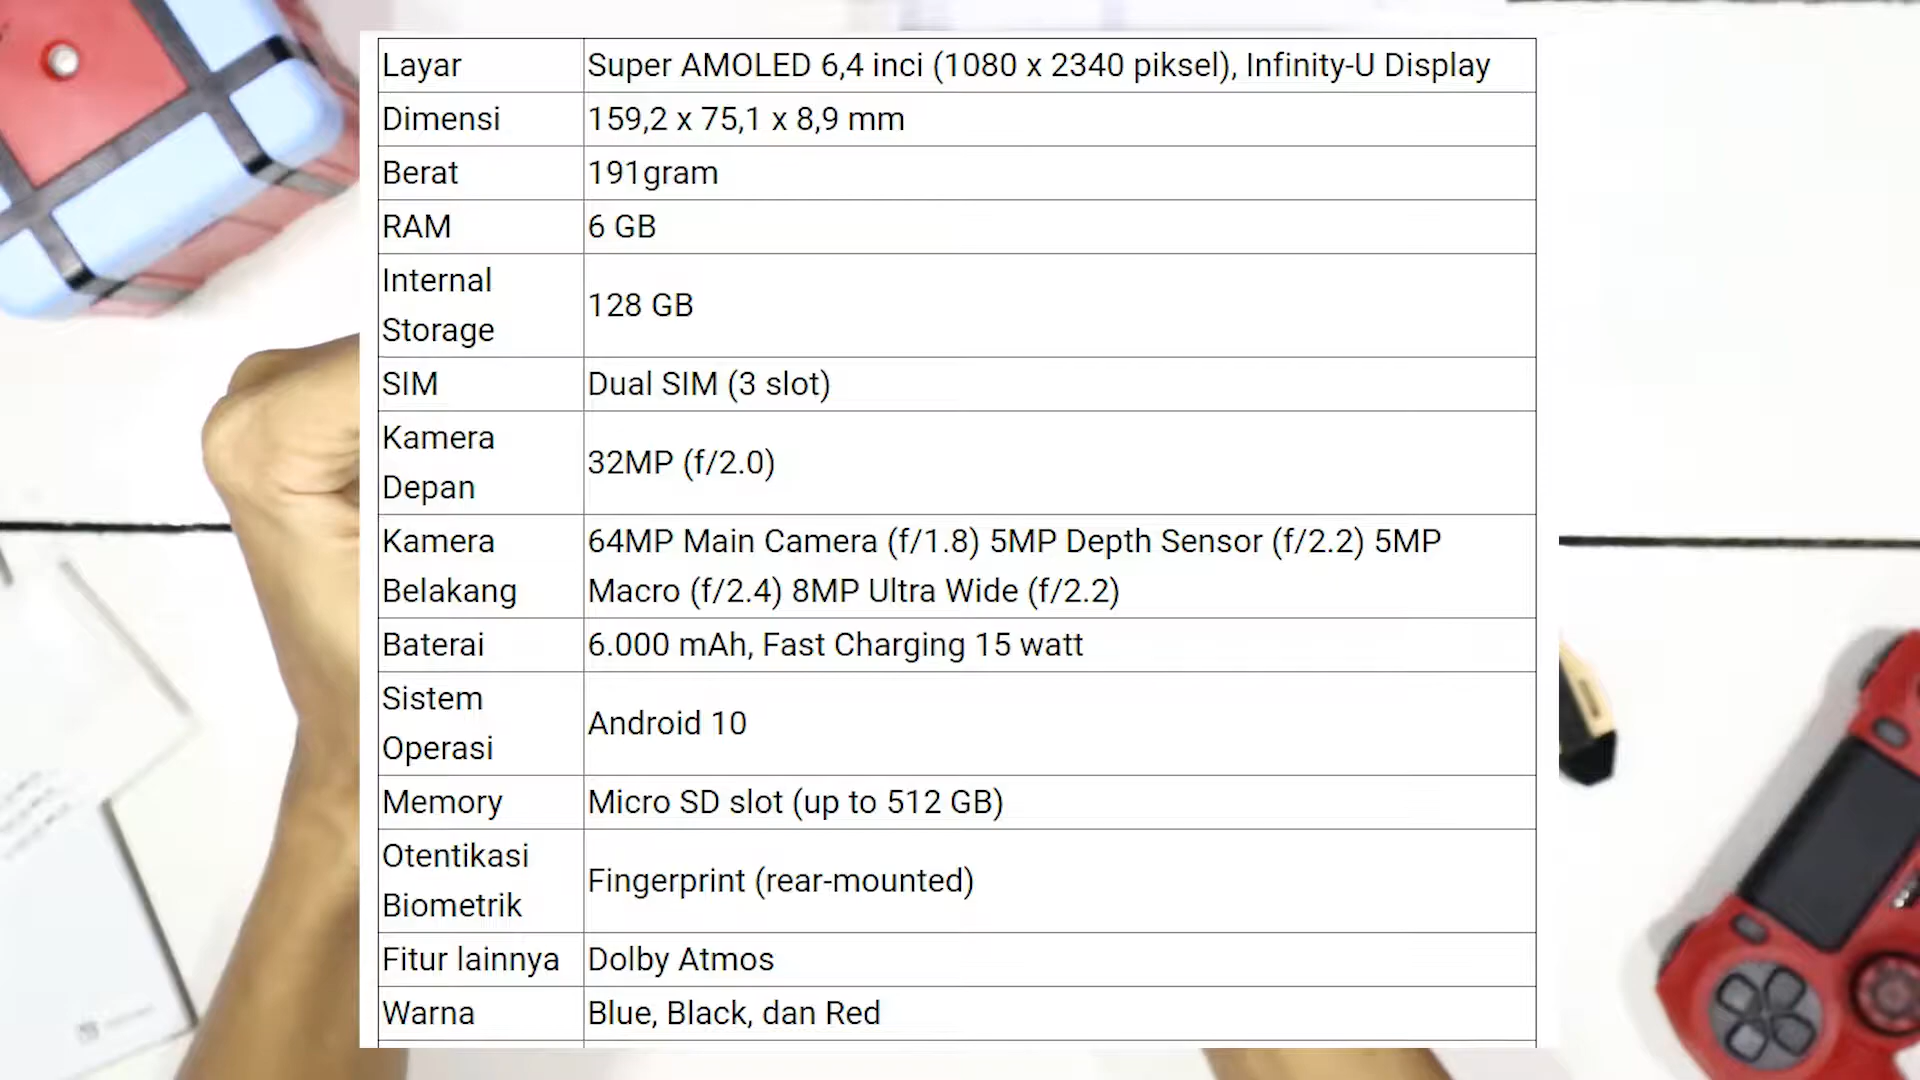 Layar Super AMOLED 6,4 inci (1080 x 2340 piksel), Infinity-U Display
Dimensi 159,2 x 75,1 x 8,9 mm
Berat 191gram
RAM 6 GB
Internal
Storage
128 GB
SIM Dual SIM (3 slot)
Kamera
Depan
32MP (f/2.0)
Kamera
Belakang
64MP Main Camera (f/1.8) 5MP Depth Sensor (f/2.2) 5MP
Macro (f/2.4) 8MP Ultra Wide (f/2.2)
Baterai 6.000 mAh, Fast Charging 15 watt
Sistem
Operasi
Android 10
Memory Micro SD slot (up to 512 GB)
Otentikasi
Biometrik
Fingerprint (rear-mounted)
Fitur lainnya Dolby Atmos
Warna Blue, Black, dan Red